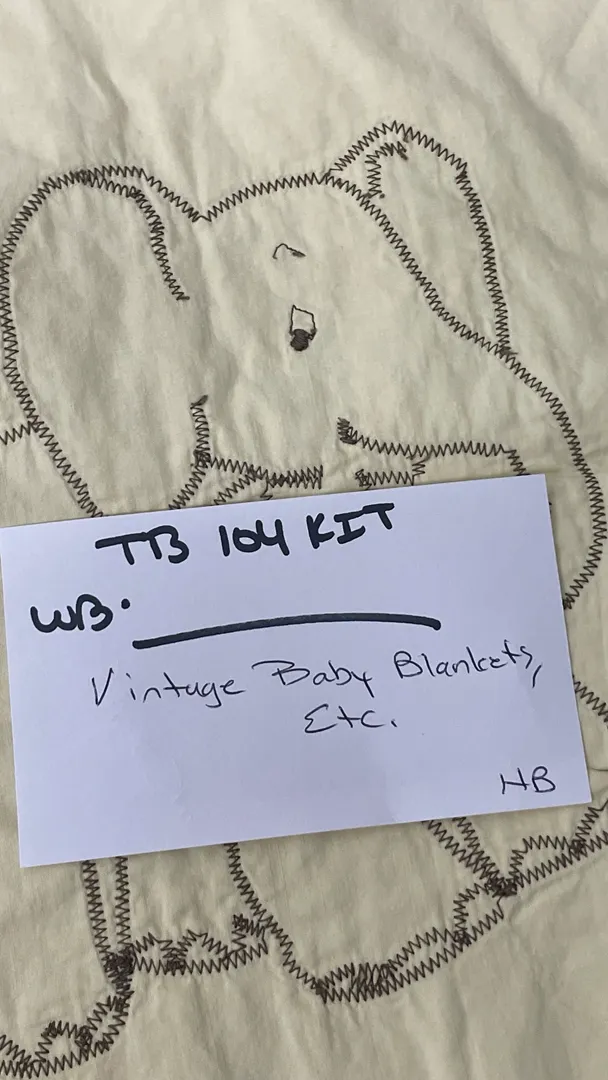 TB 104 KIT
WB.
Vintage Baby Blankets,
Etc.
HB